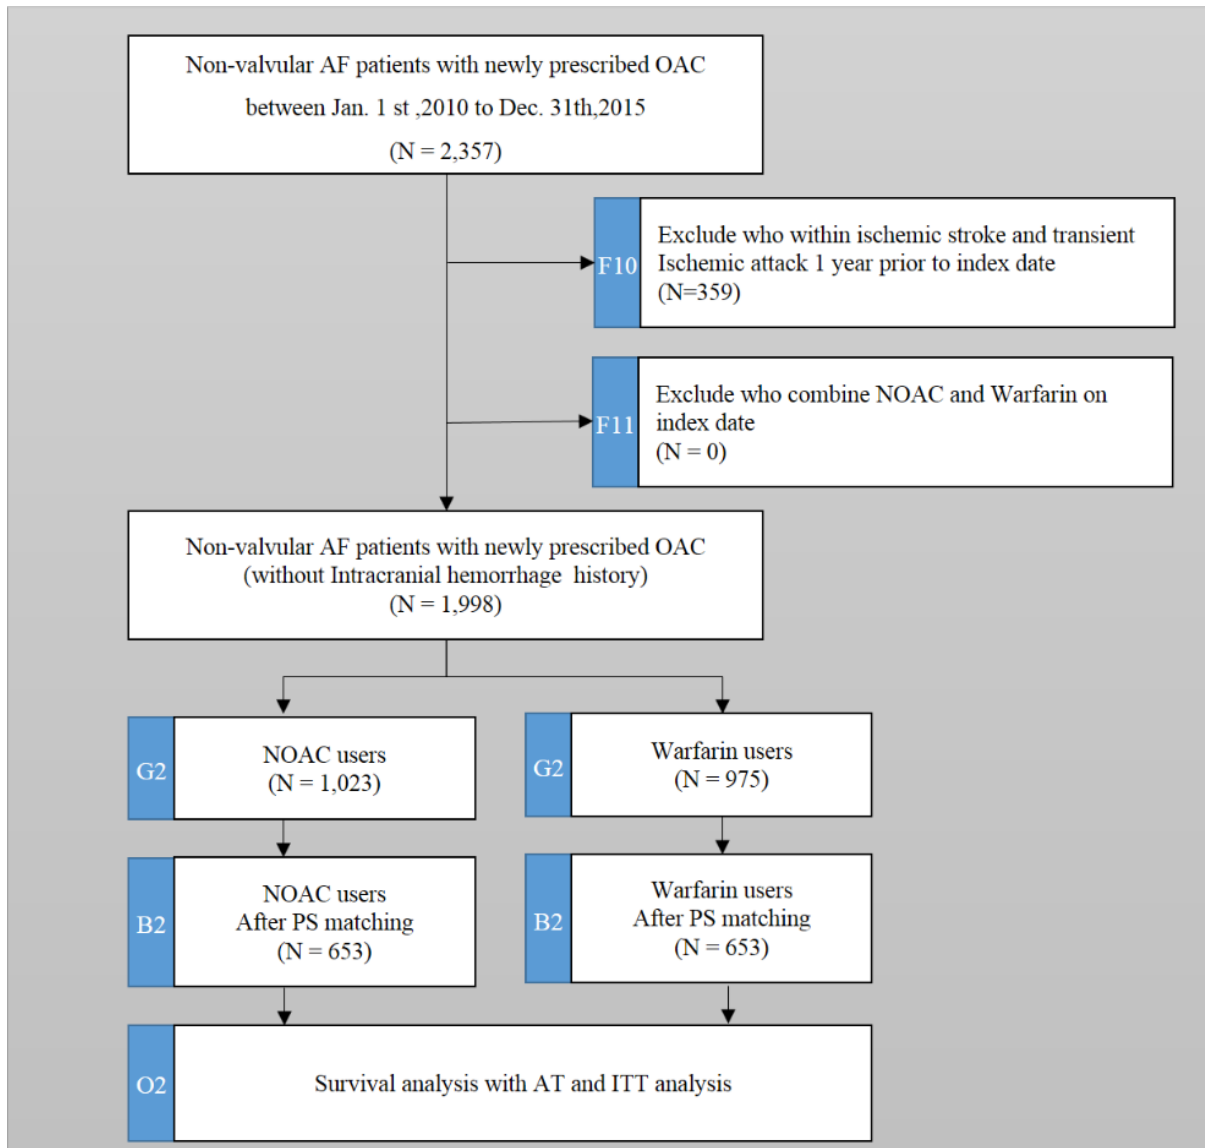 Non-valvular AF patients with newly prescribed OAC
between Jan. 1 st ,2010 to Dec. 31th,2015
(N = 2,357)
F10
Exclude who within ischemic stroke and transient
Ischemic attack 1 year prior to index date
(N=359)
F11
Exclude who combine NOAC and Warfarin on
index date
(N = 0)
Non-valvular AF patients with newly prescribed OAC
(without Intracranial hemorrhage  history)
(N = 1,998)
G2
NOAC users
(N = 1,023)
G2
Warfarin users
(N = 975)
B2
NOAC users
After PS matching
(N = 653)
B2
Warfarin users
After PS matching
(N = 653)
O2
Survival analysis with AT and ITT analysis